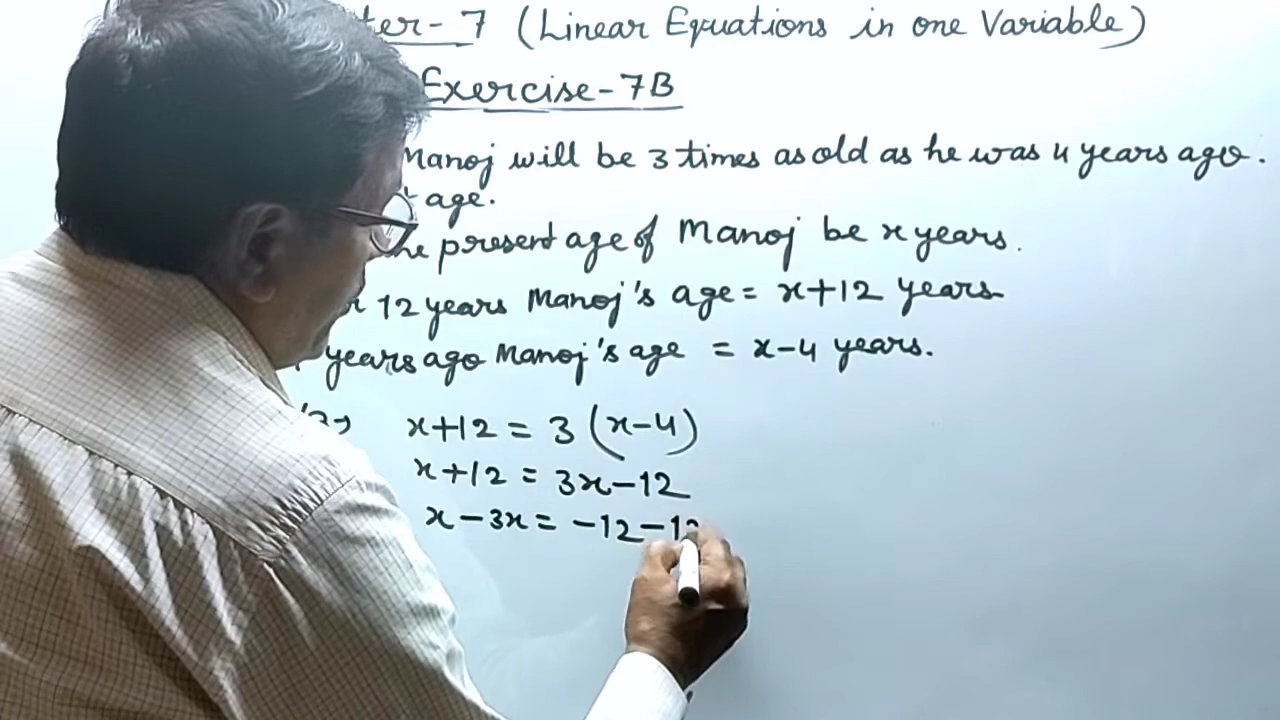 ter-7 (Linear Equations in one Variable)
Exercise-7B
Manoj will be 3 times as old as he was 4 years ago.
age.
present age of Manoj be x years.
12 years Manoj's age = x+12 years
years ago Manoj's age = x-4 years.
x+12 = 3(x-4)
x+12 = 3x-12
x-3x = -12-12